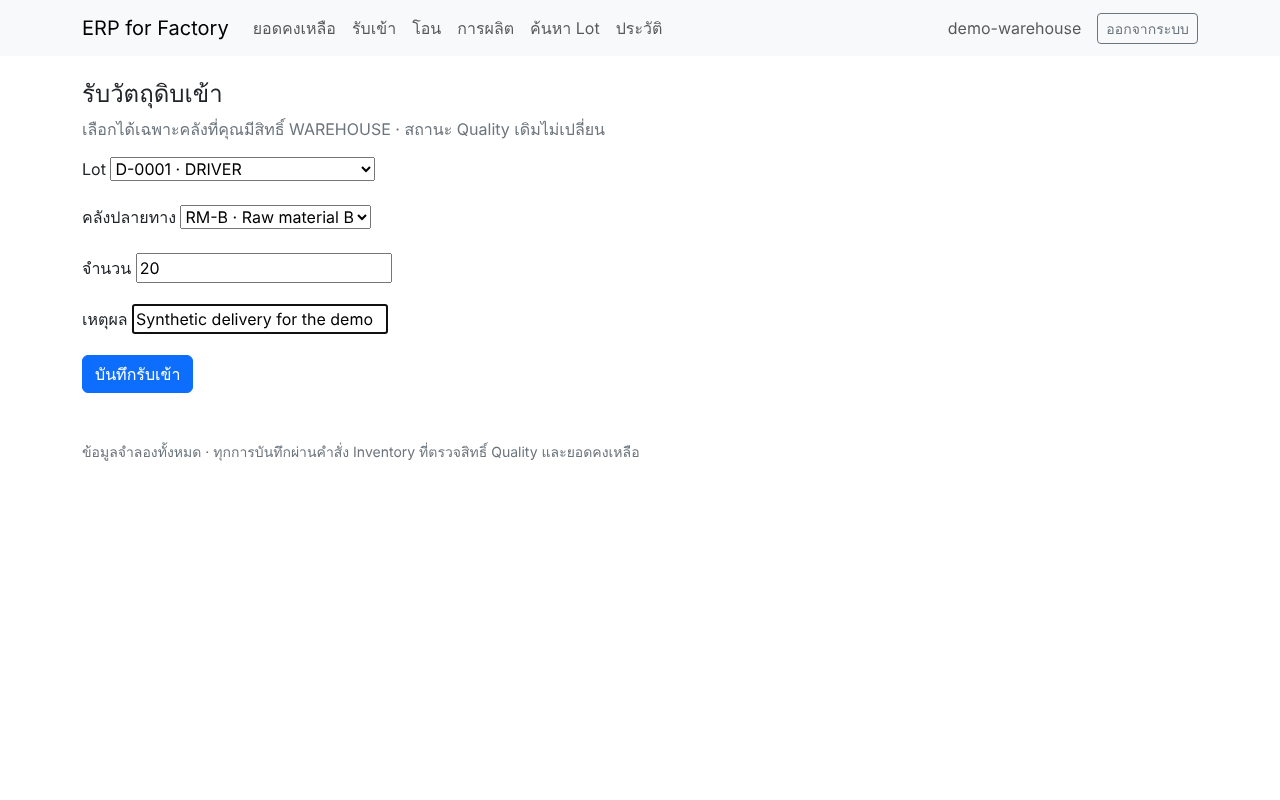 ERP for Factory ยอดคงเหลือ รับเข้า โอน การผลิต ค้นหา Lot ประวัติ demo-warehouse ออกจากระบบ
รับวัตถุดิบเข้า
เลือกได้เฉพาะคลังที่คุณมีสิทธิ์ WAREHOUSE · สถานะ Quality เดิมไม่เปลี่ยน
Lot D-0001 · DRIVER
คลังปลายทาง RM-B · Raw material B
จำนวน 20
เหตุผล Synthetic delivery for the demo
บันทึกรับเข้า
ข้อมูลจำลองทั้งหมด · ทุกการบันทึกผ่านคำสั่ง Inventory ที่ตรวจสิทธิ์ Quality และยอดคงเหลือ